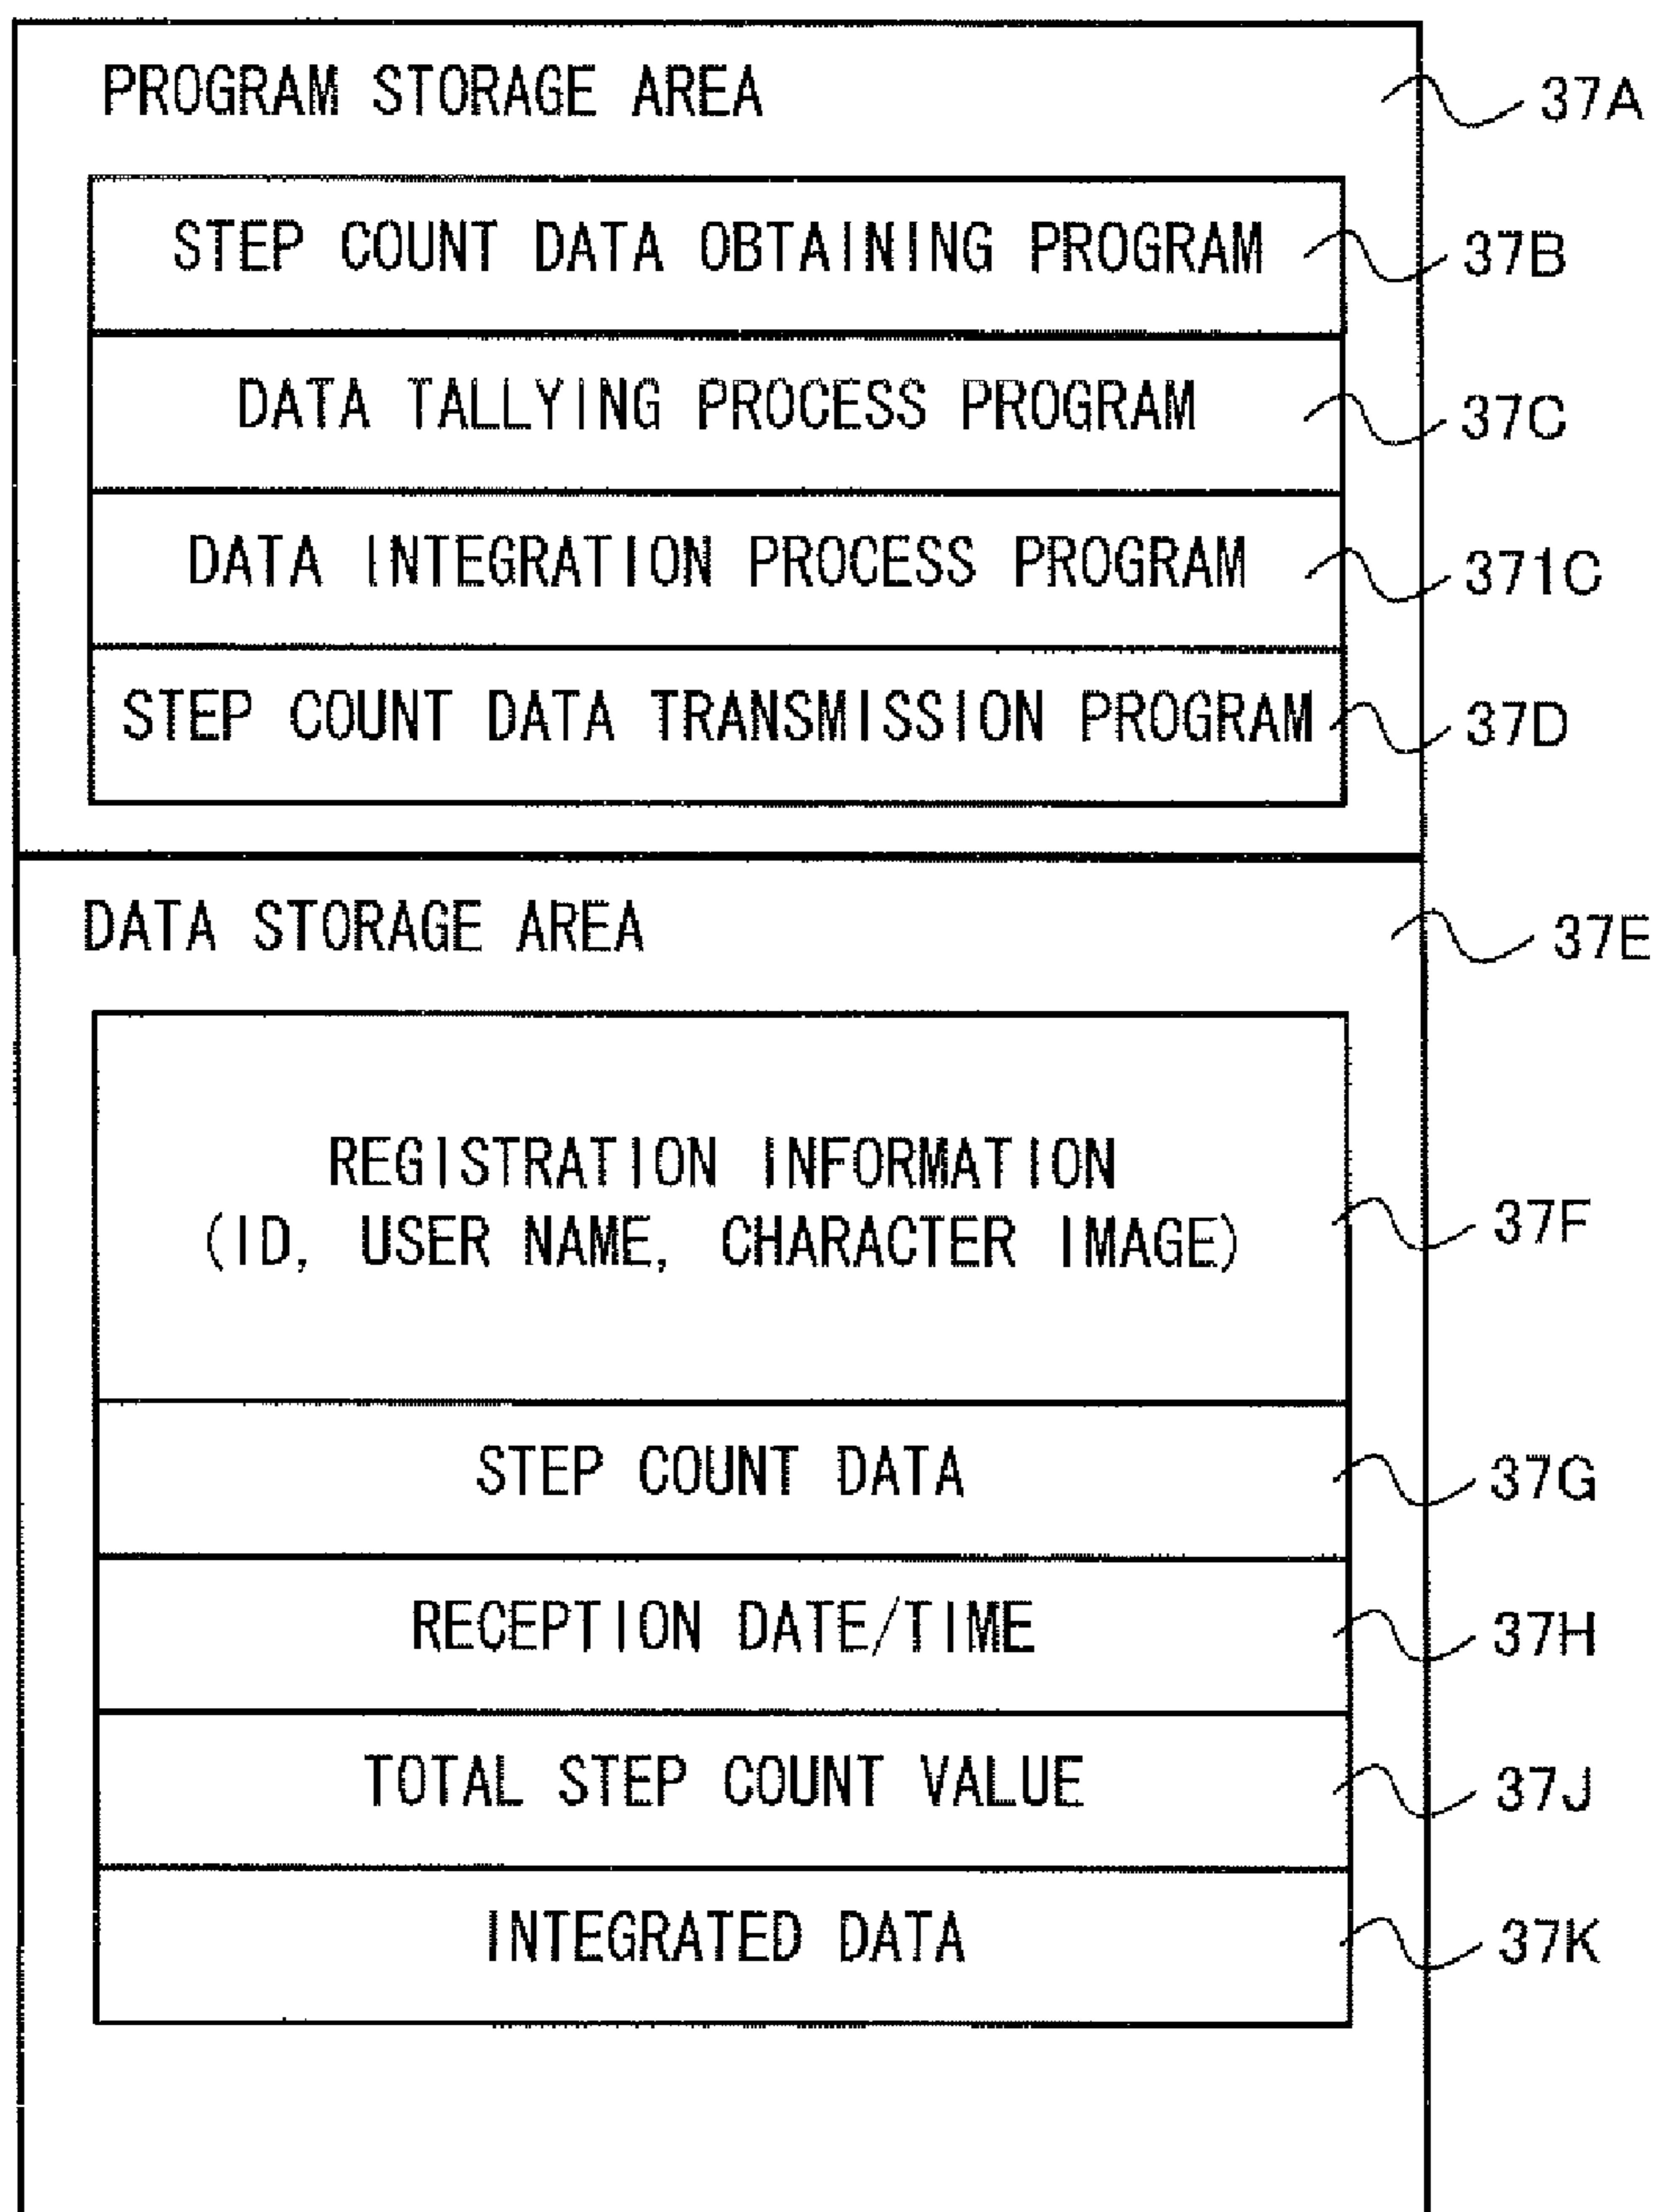 PROGRAM STORAGE AREA 37A
STEP COUNT DATA OBTAINING PROGRAM 37B
DATA TALLYING PROCESS PROGRAM 37C
DATA INTEGRATION PROCESS PROGRAM 371C
STEP COUNT DATA TRANSMISSION PROGRAM 37D
DATA STORAGE AREA 37E
REGISTRATION INFORMATION
(ID, USER NAME, CHARACTER IMAGE) 37F
STEP COUNT DATA 37G
RECEPTION DATE/TIME 37H
TOTAL STEP COUNT VALUE 37J
INTEGRATED DATA 37K